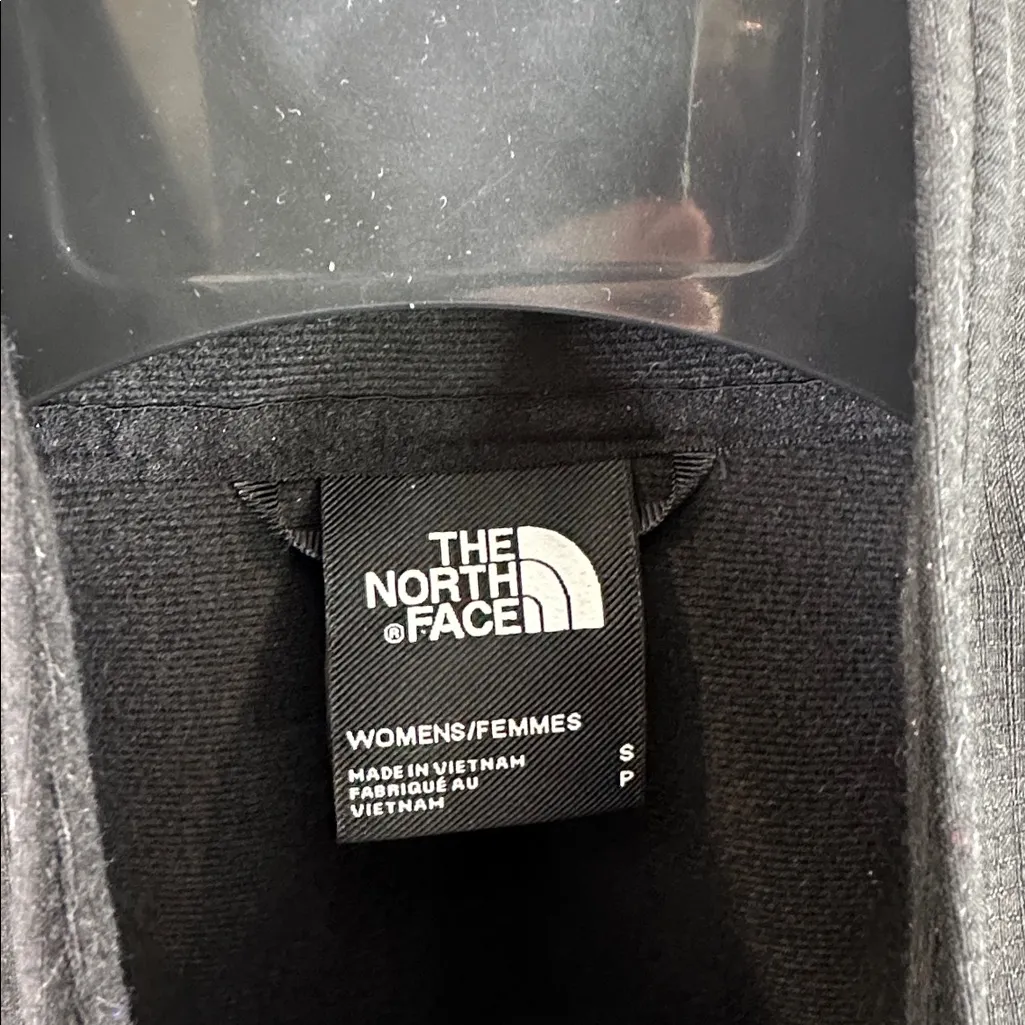 THE
NORTH
®FACE
WOMENS/FEMMES
MADE IN VIETNAM
FABRIQUÉ AU
VIETNAM
S
P